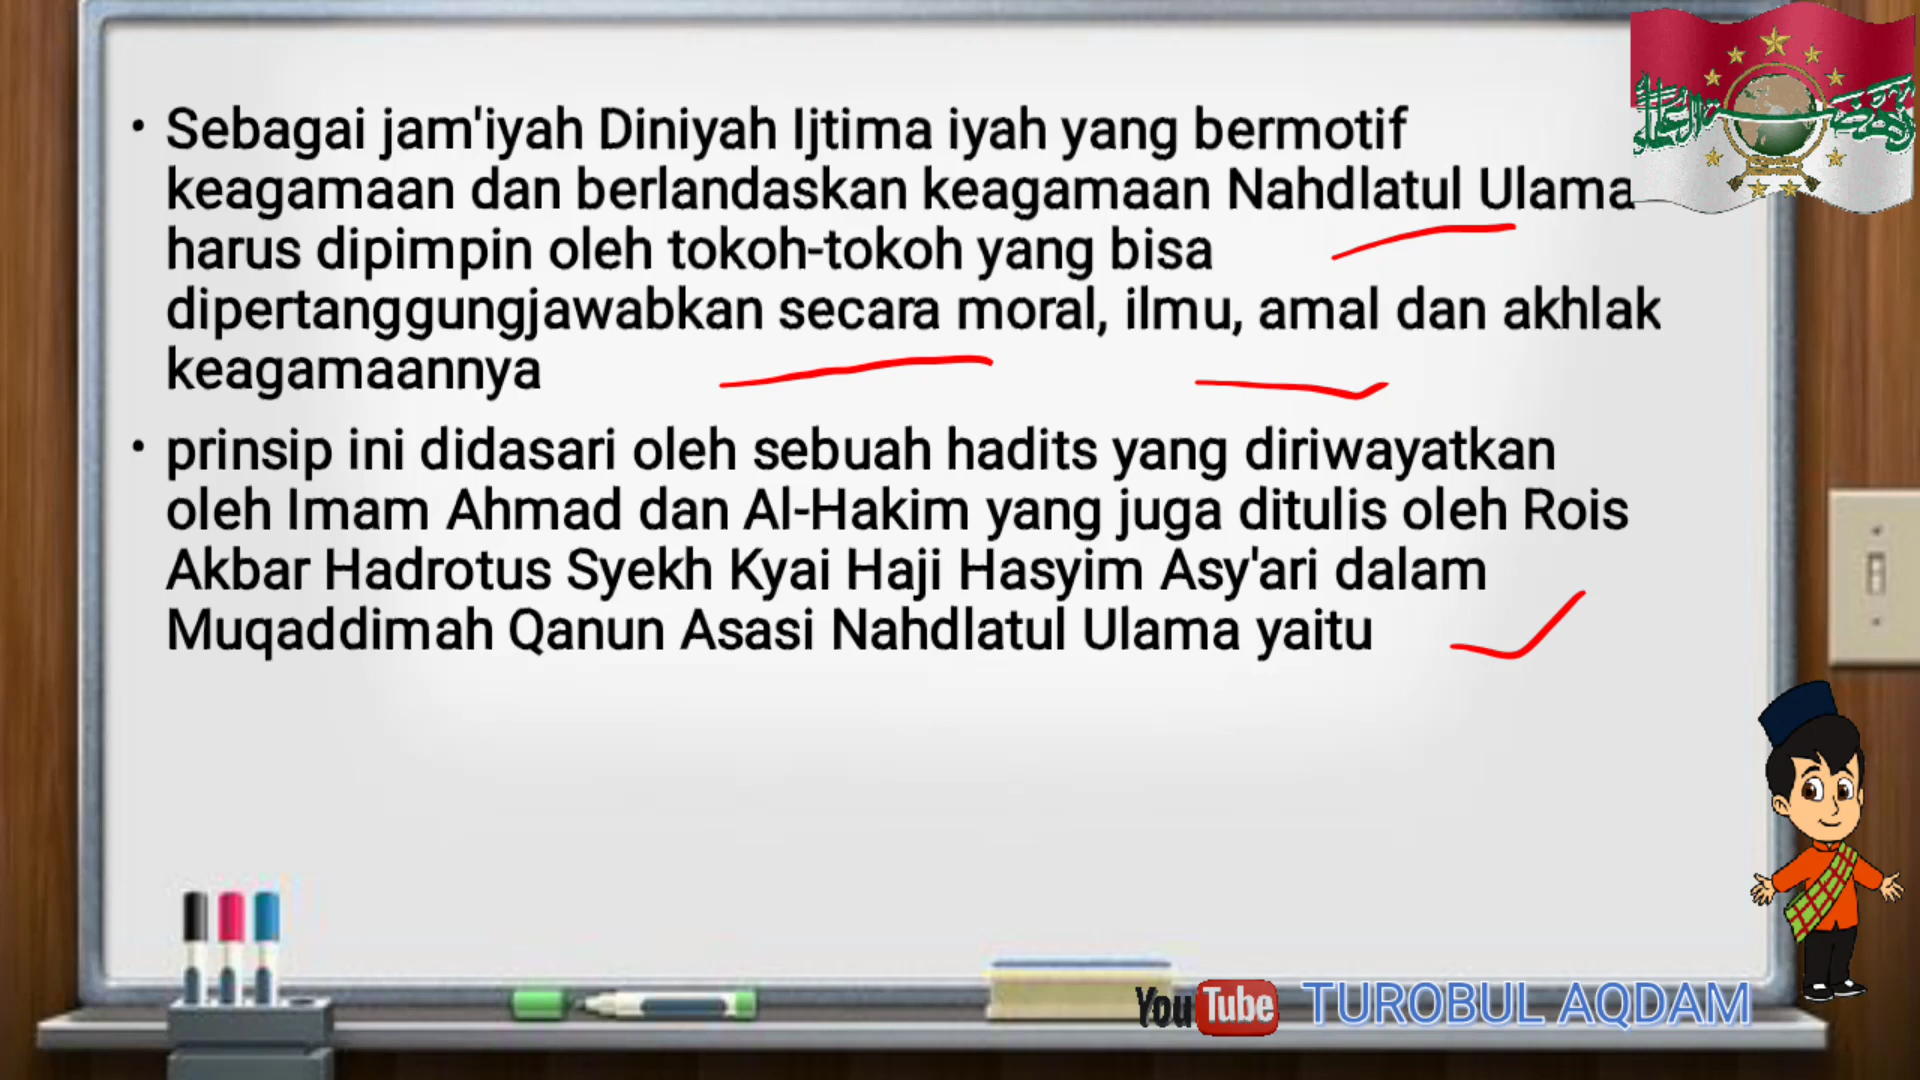 • Sebagai jam'iyah Diniyah Ijtima iyah yang bermotif
keagamaan dan berlandaskan keagamaan Nahdlatul Ulama
harus dipimpin oleh tokoh-tokoh yang bisa
dipertanggungjawabkan secara moral, ilmu, amal dan akhlak
keagamaannya
• prinsip ini didasari oleh sebuah hadits yang diriwayatkan
oleh Imam Ahmad dan Al-Hakim yang juga ditulis oleh Rois
Akbar Hadrotus Syekh Kyai Haji Hasyim Asy'ari dalam
Muqaddimah Qanun Asasi Nahdlatul Ulama yaitu
YouTube TUROBUL AQDAM